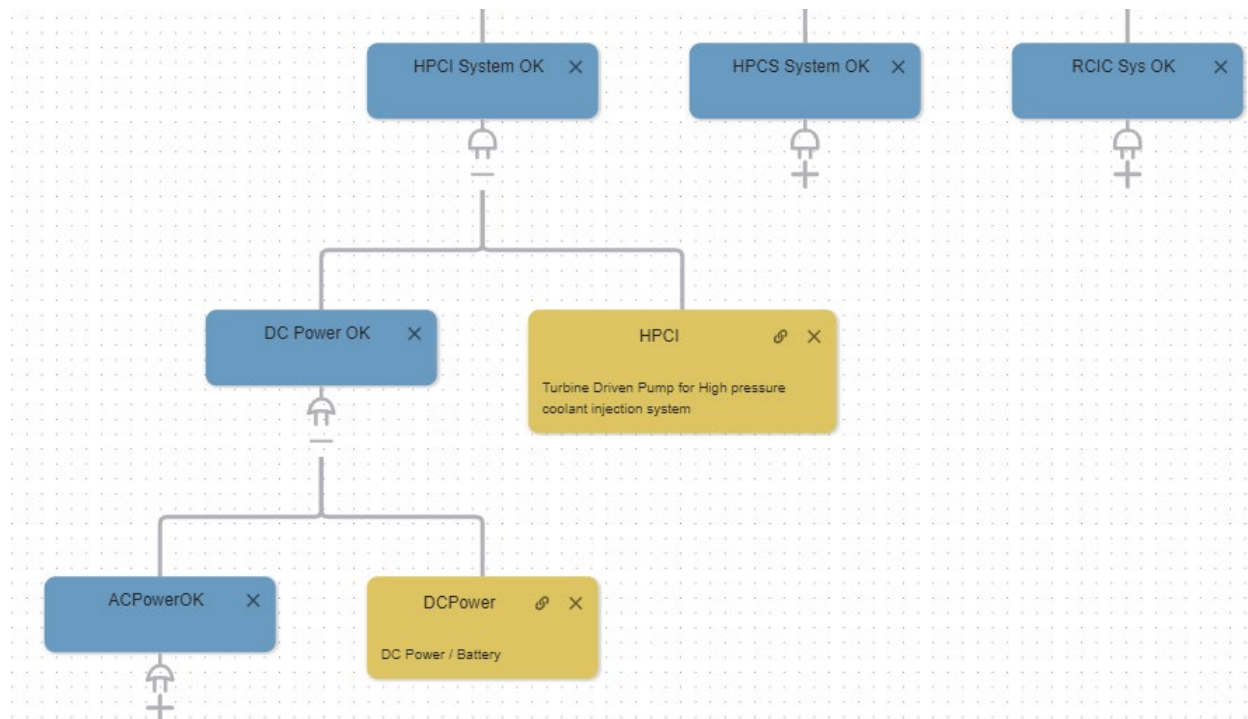 HPCI System OK
HPCS System OK
RCIC Sys OK
DC Power OK
HPCI
Turbine Driven Pump for High pressure
coolant injection system
ACPowerOK
DCPower
DC Power / Battery